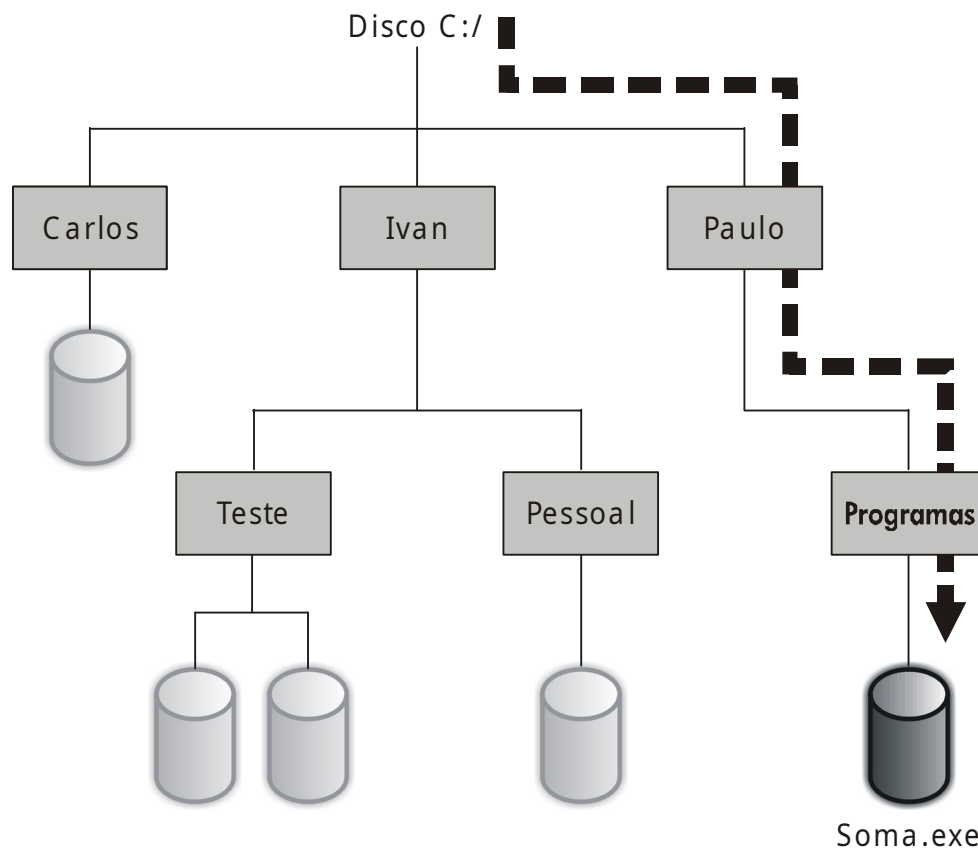 Disco C:/
Carlos
Ivan
Paulo
Teste
Pessoal
Programas
Soma.exe